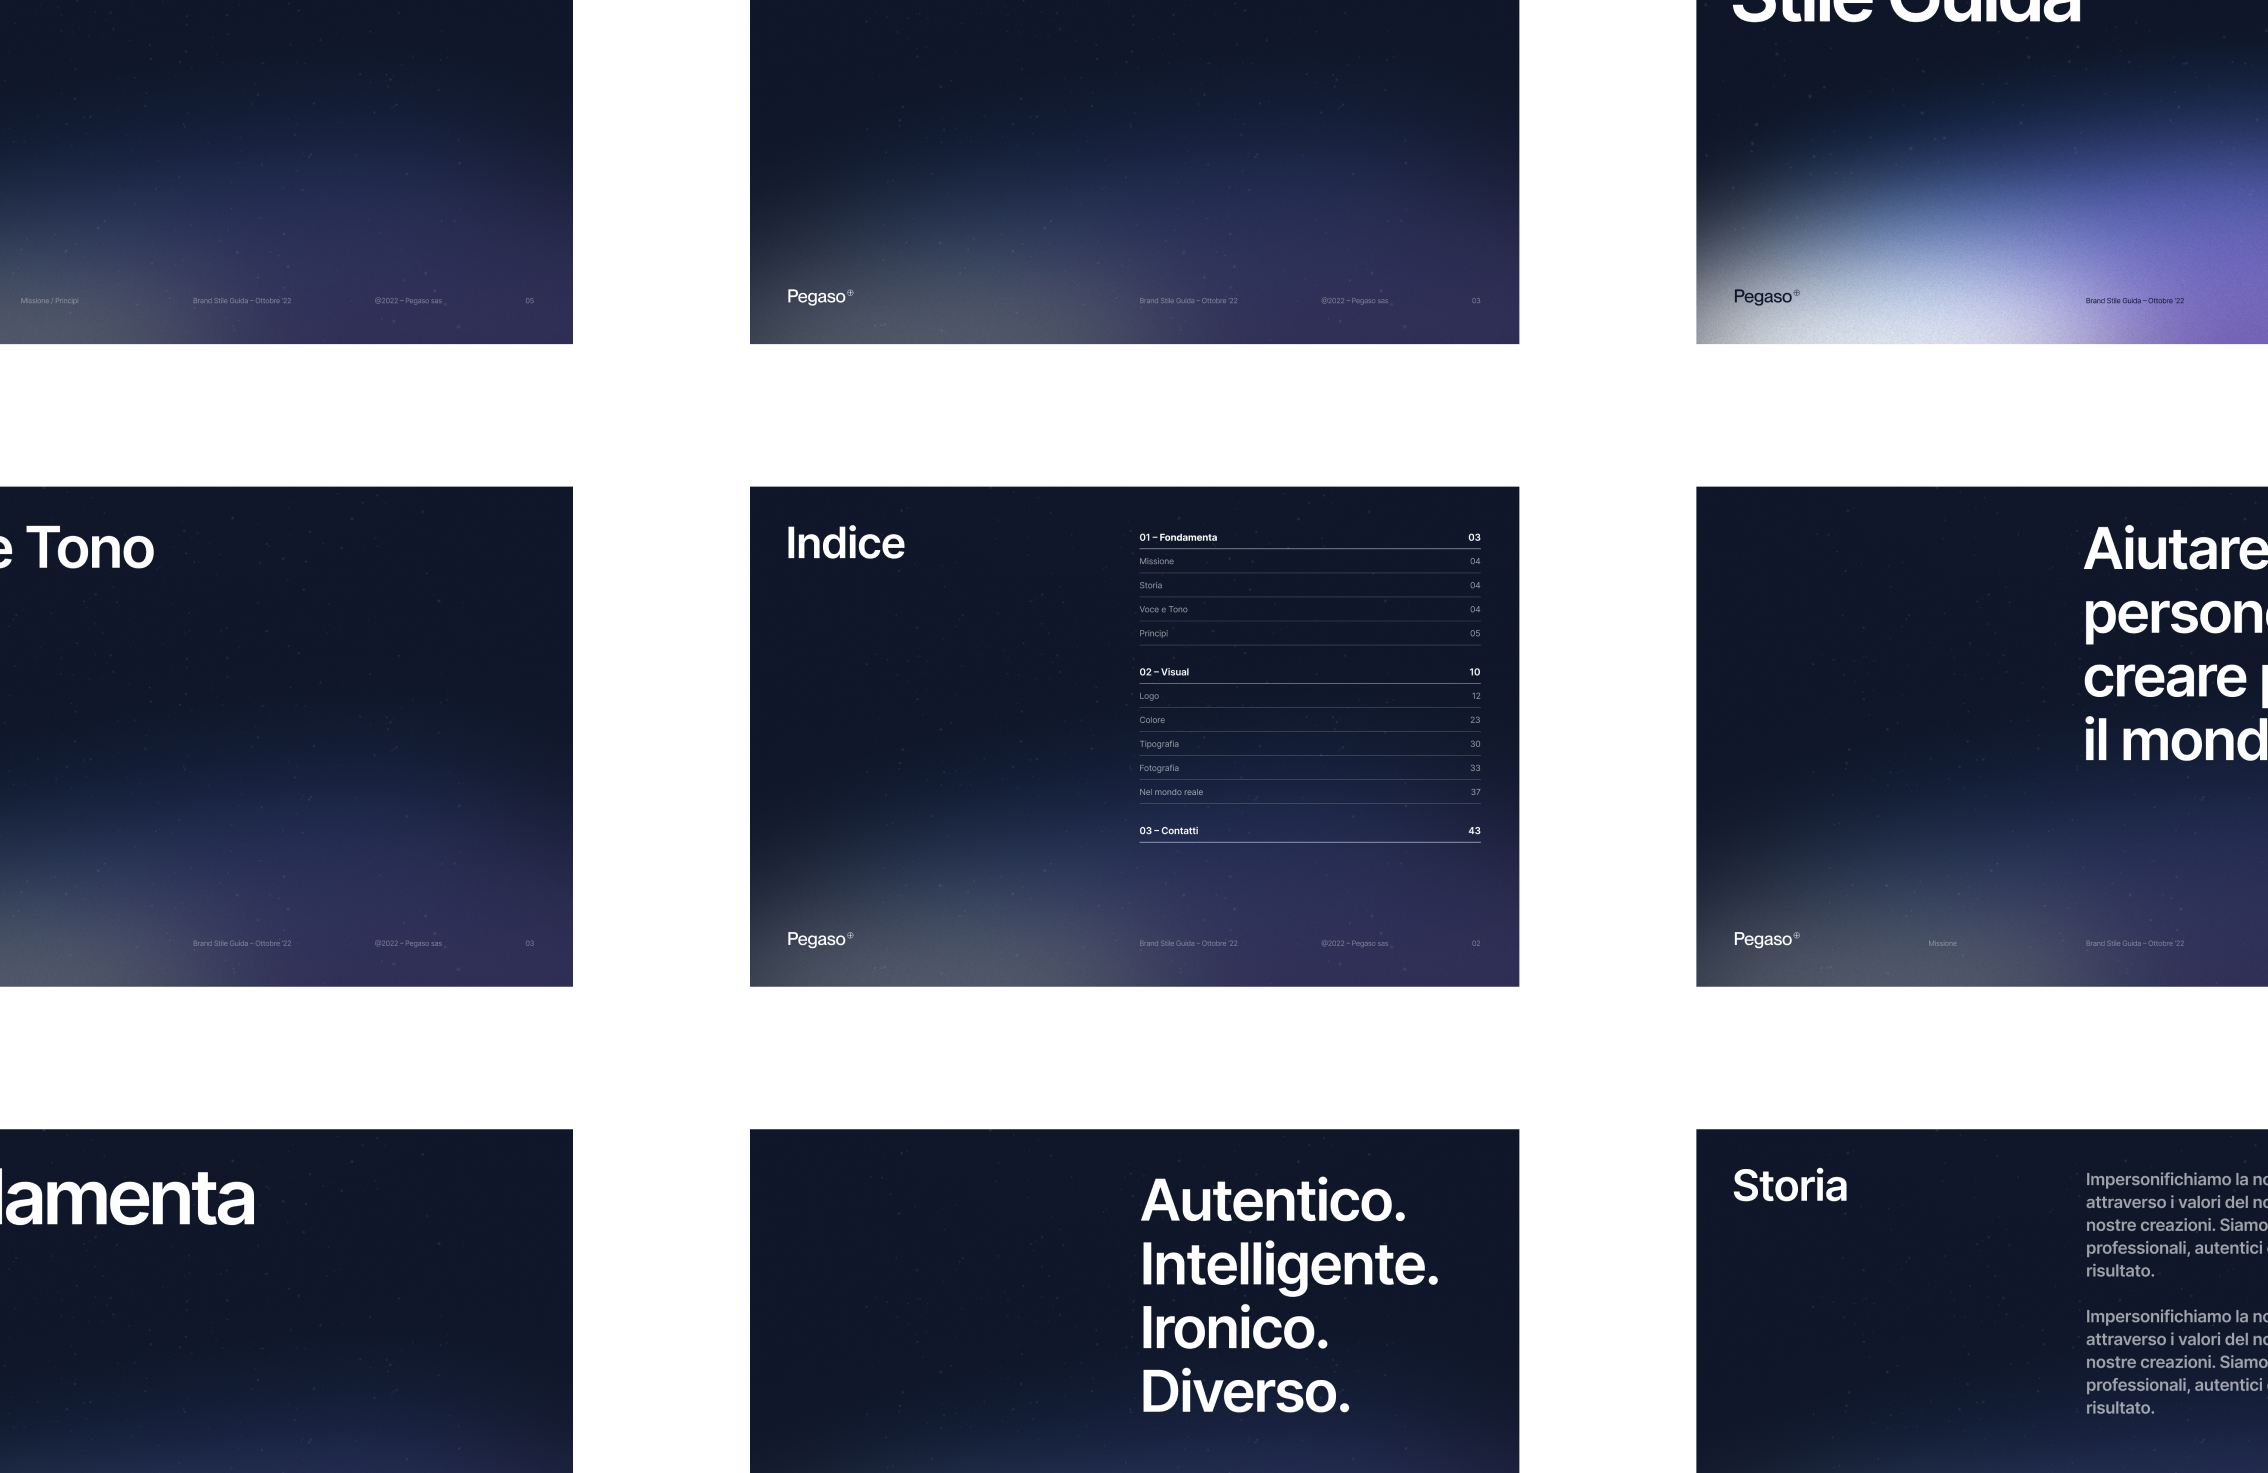 Missione / Principi
Brand Stile Guida – Ottobre '22
@2022 – Pegaso sas _
05
Pegaso
Brand Stile Guida – Ottobre '22
@2022 – Pegaso sas _
03
Stile Guida
Pegaso
Brand Stile Guida – Ottobre '22
e Tono
Brand Stile Guida – Ottobre '22
@2022 – Pegaso sas _
03
Indice
01 – Fondamenta 03
Missione 04
Storia 04
Voce e Tono 04
Principi 05
02 – Visual 10
Logo 12
Colore 23
Tipografia 30
Fotografia 33
Nel mondo reale 37
03 – Contatti 43
Pegaso
Brand Stile Guida – Ottobre '22
@2022 – Pegaso sas _
02
Aiutare
person
creare p
il mond
Pegaso
Missione
Brand Stile Guida – Ottobre '22
lamenta
Autentico.
Intelligente.
Ironico.
Diverso.
Storia
Impersonifichiamo la no
attraverso i valori del no
nostre creazioni. Siamo
professionali, autentici
risultato.
Impersonifichiamo la no
attraverso i valori del no
nostre creazioni. Siamo
professionali, autentici
risultato.